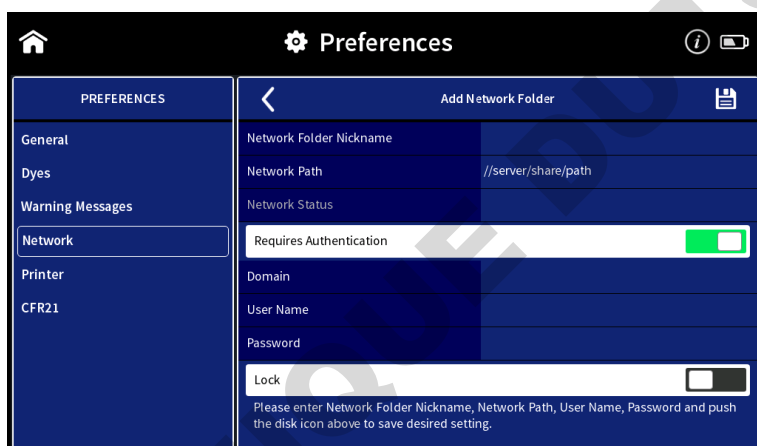 Preferences
i
PREFERENCES
General
Dyes
Warning Messages
Network
Printer
CFR21
Add Network Folder
Network Folder Nickname
Network Path //server/share/path
Network Status
Requires Authentication
Domain
User Name
Password
Lock
Please enter Network Folder Nickname, Network Path, User Name, Password and push
the disk icon above to save desired setting.